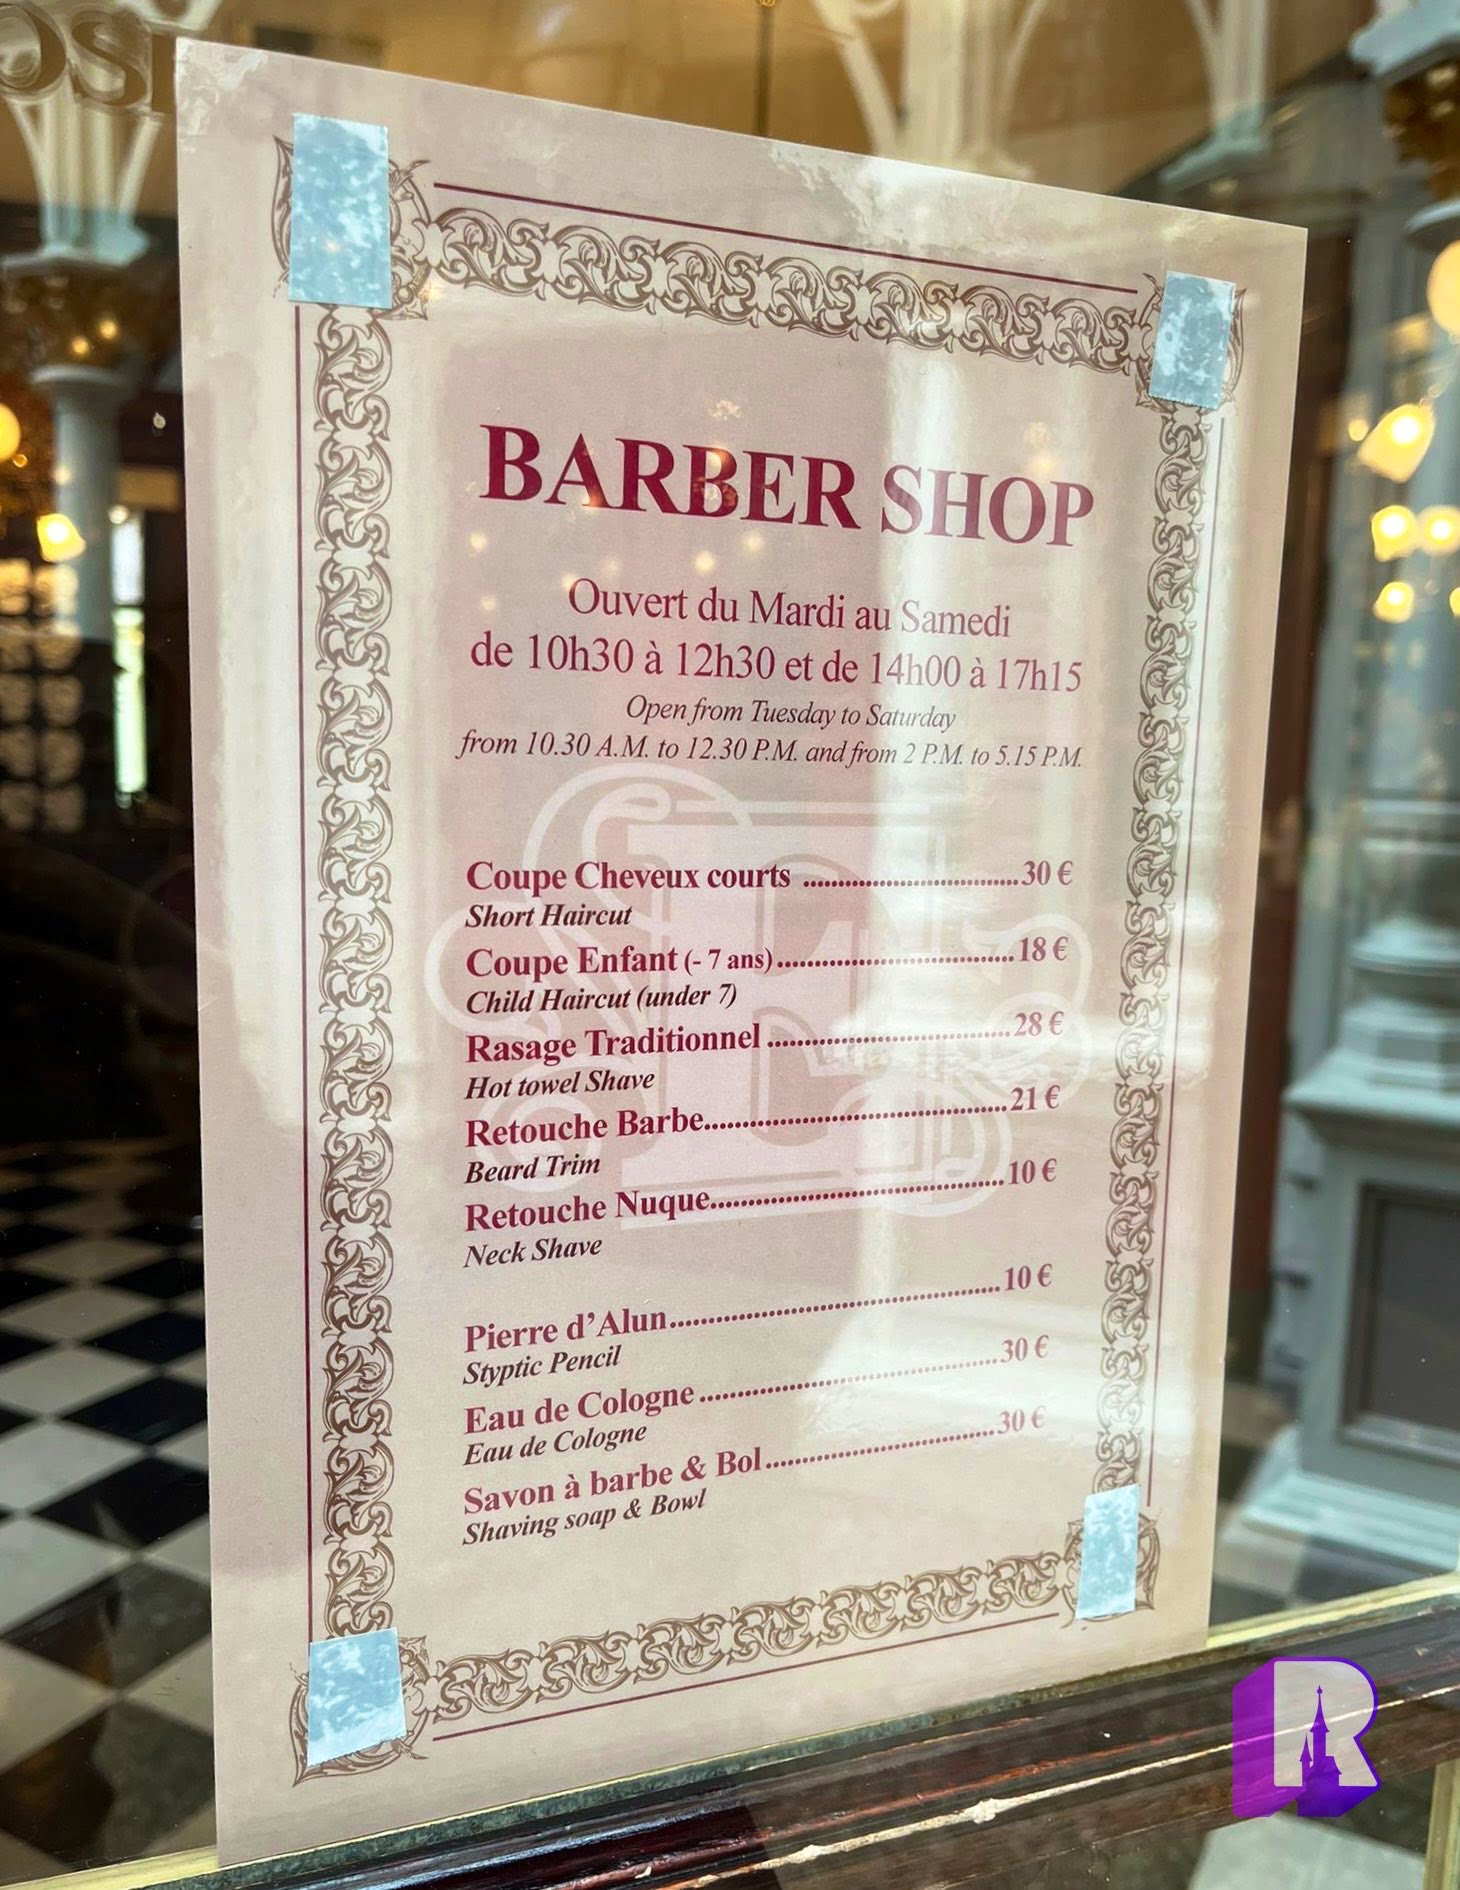 BARBER SHOP
Ouvert du Mardi au Samedi
de 10h30 à 12h30 et de 14h00 à 17h15
Open from Tuesday to Saturday
from 10.30 A.M. to 12.30 P.M. and from 2 P.M. to 5.15 P.M.
Coupe Cheveux courts ................................30 €
Short Haircut
Coupe Enfant (- 7 ans)...................................18 €
Child Haircut (under 7)
Rasage Traditionnel ....................................28 €
Hot towel Shave
Retouche Barbe.............................................21 €
Beard Trim
Retouche Nuque............................................10 €
Neck Shave
Pierre d'Alun..................................................10 €
Styptic Pencil
Eau de Cologne.............................................30 €
Eau de Cologne
Savon à barbe & Bol...................................30 €
Shaving soap & Bowl
R